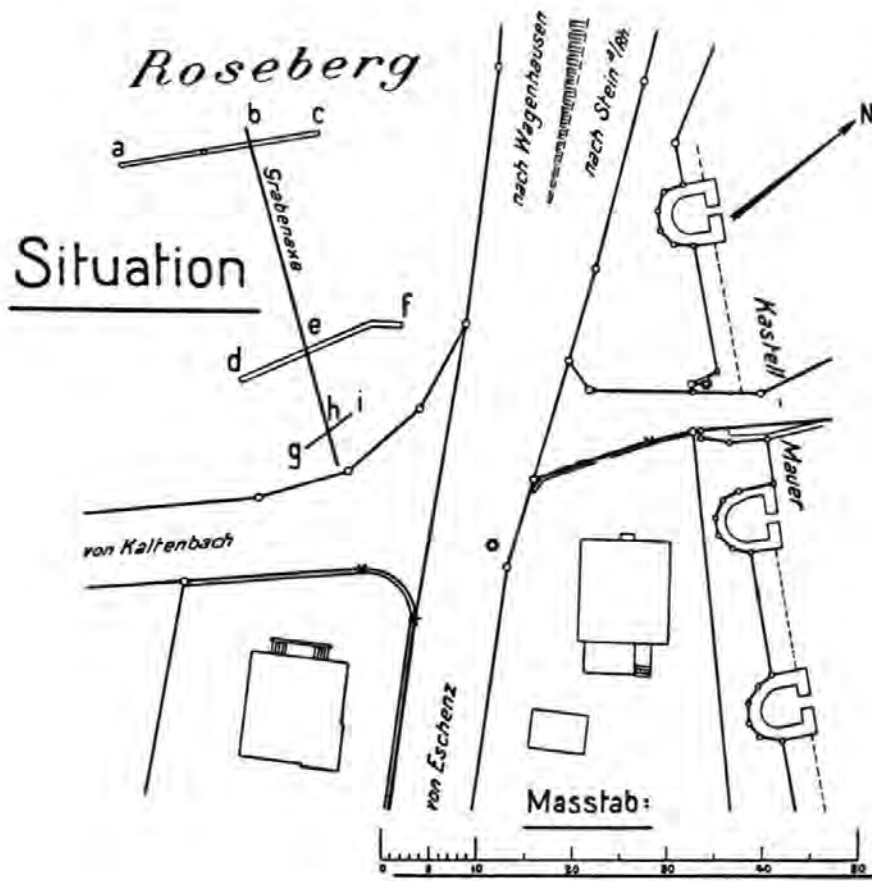 Roseberg
a
b
c
Grabenaxe
nach Wagenhausen
nach Stein a/Rh.
N
Situation
d
e
f
g
h
i
Kastell-
Mauer
von Kaltenbach
von Eschenz
Masstab:
0 5 10 20 30 40 50